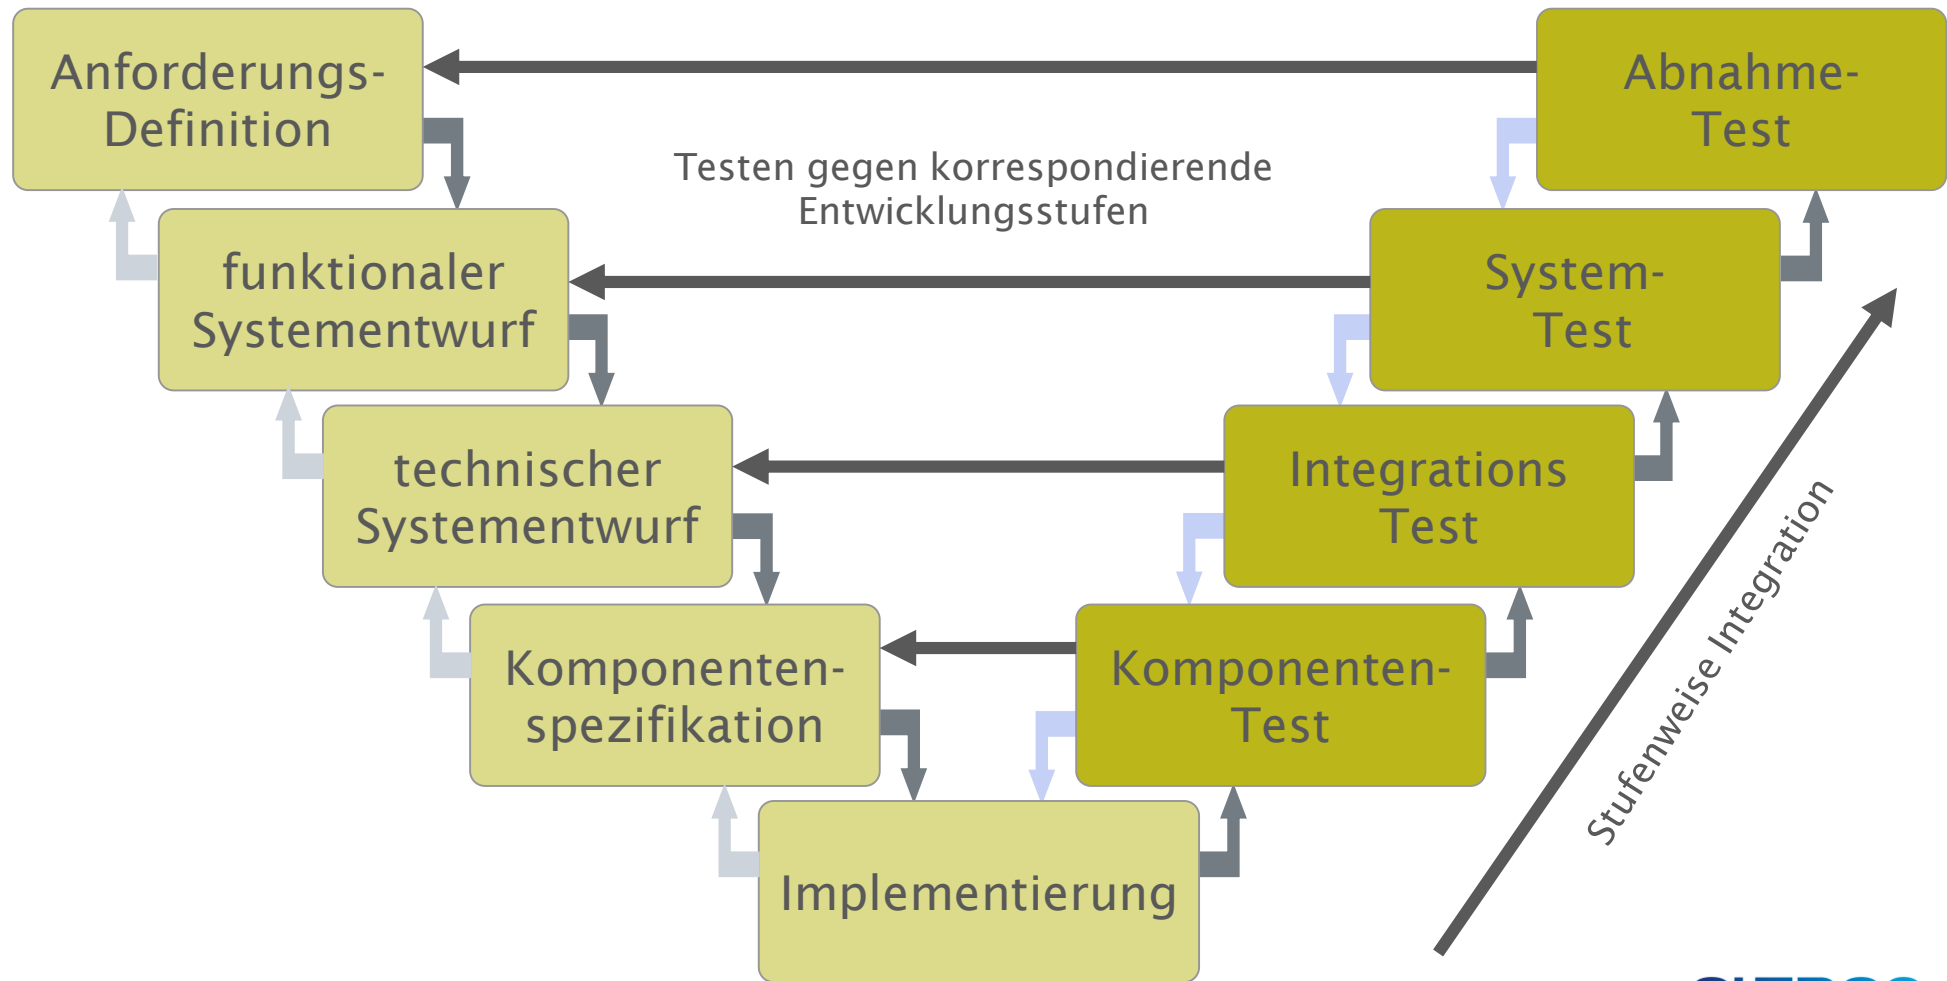 Anforderungs-
Definition
Abnahme-
Test
Testen gegen korrespondierende
Entwicklungsstufen
funktionaler
Systementwurf
System-
Test
technischer
Systementwurf
Integrations
Test
Stufenweise Integration
Komponenten-
spezifikation
Komponenten-
Test
Implementierung